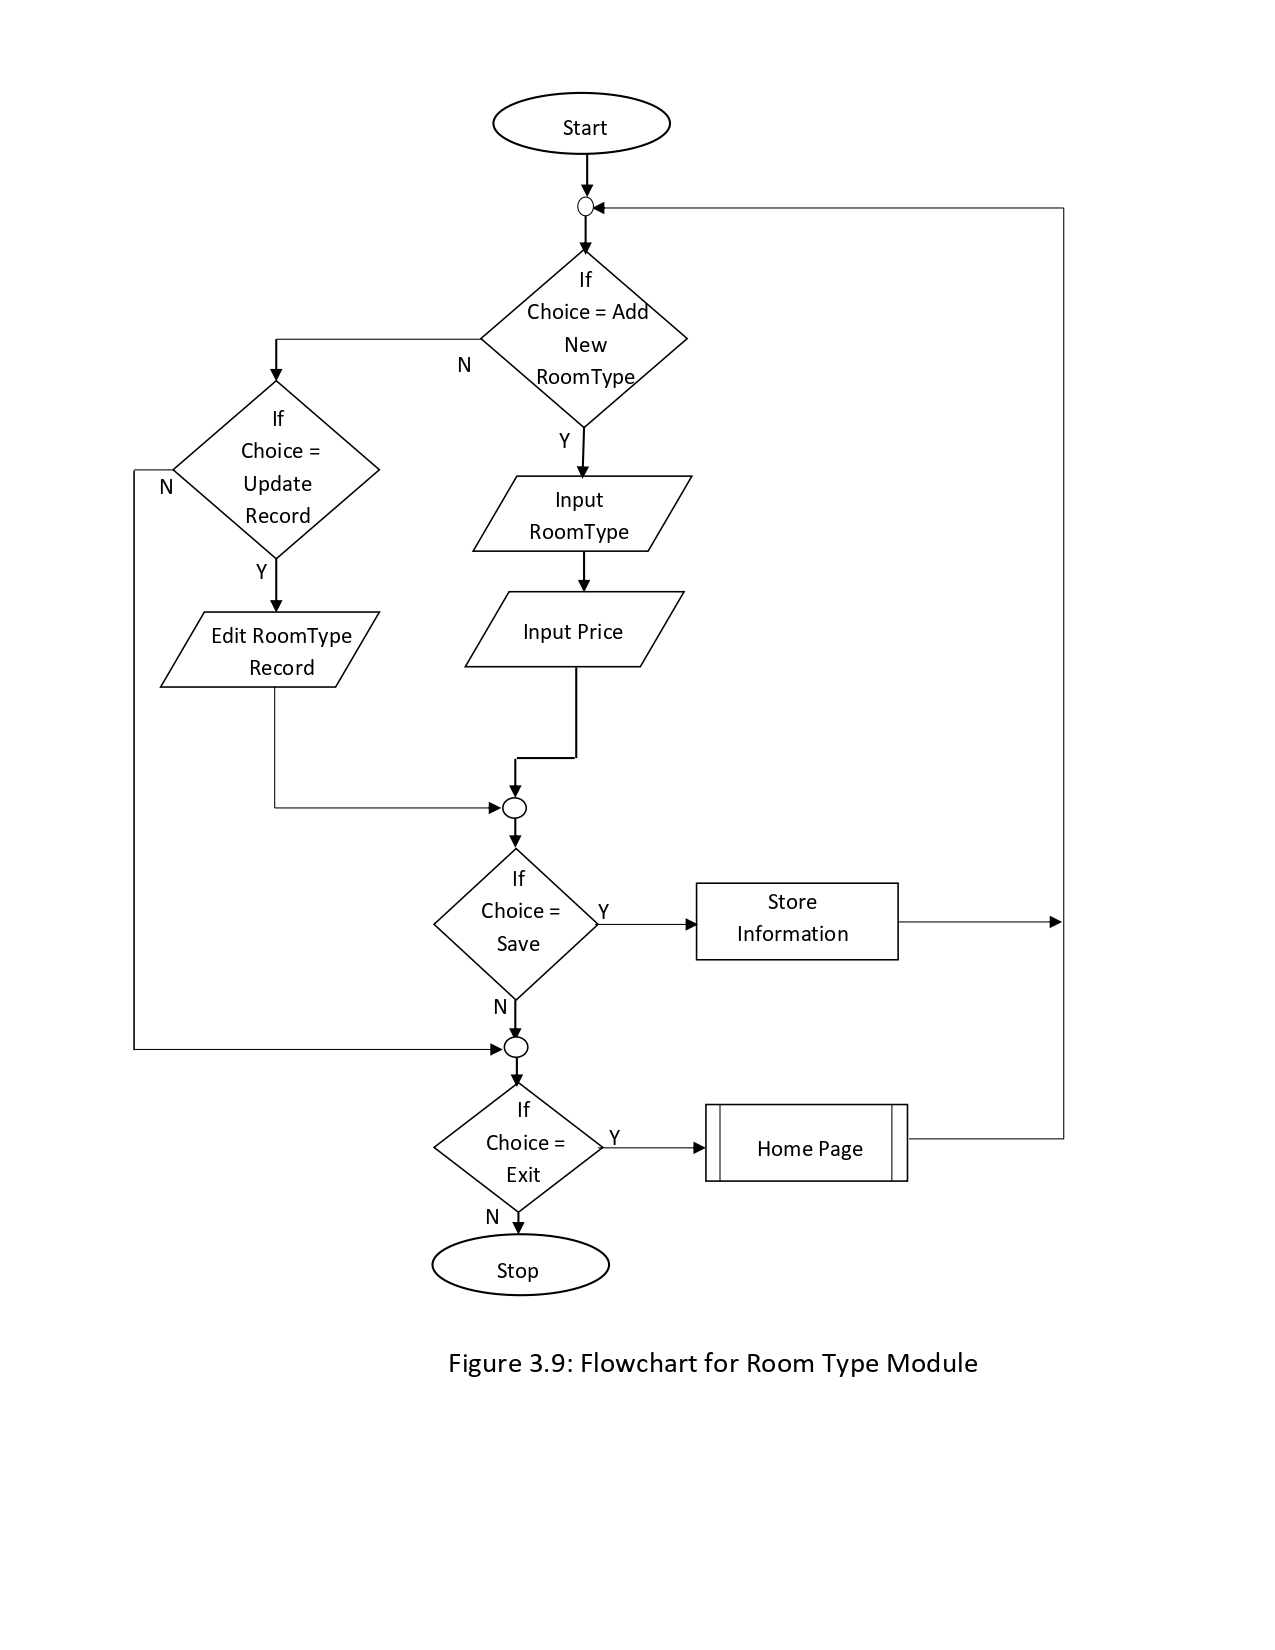 Start
If
Choice = Add
New
RoomType
N
Y
If
Choice =
Update
Record
N
Y
Input
RoomType
Input Price
Edit RoomType
Record
If
Choice =
Save
Y
N
Store
Information
If
Choice =
Exit
Y
N
Home Page
Stop
Figure 3.9: Flowchart for Room Type Module